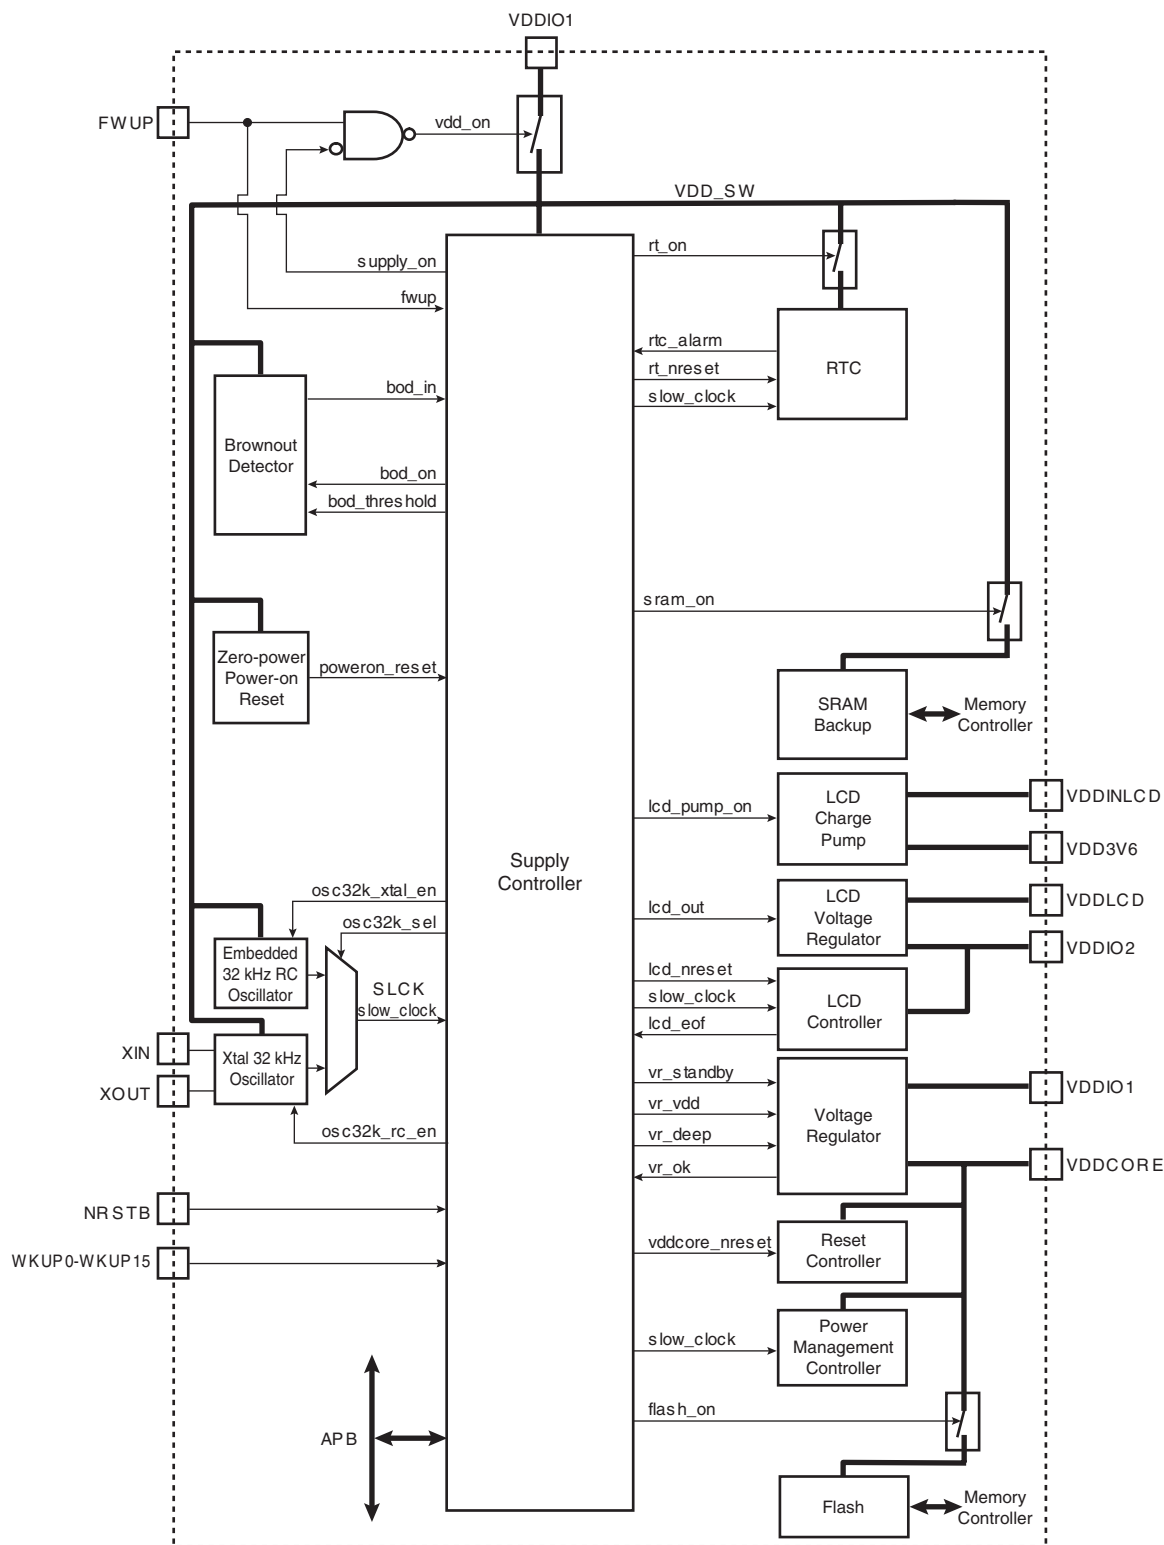 VDDIO1
FWUP
vdd_on
VDD_SW
supply_on
fwup
rt_on
rtc_alarm
rt_nreset
slow_clock
RTC
bod_in
Brownout
Detector
bod_on
bod_threshold
sram_on
Zero-power
Power-on
Reset
poweron_reset
SRAM
Backup
Memory
Controller
lcd_pump_on
LCD
Charge
Pump
VDDINLCD
VDD3V6
Supply
Controller
osc32k_xtal_en
osc32k_sel
lcd_out
LCD
Voltage
Regulator
VDDLCD
VDDIO2
Embedded
32 kHz RC
Oscillator
SLCK
slow_clock
lcd_nreset
slow_clock
lcd_eof
LCD
Controller
XIN
XOUT
Xtal 32 kHz
Oscillator
osc32k_rc_en
vr_standby
vr_vdd
vr_deep
vr_ok
Voltage
Regulator
VDDIO1
VDDCORE
NRSTB
WKUP0-WKUP15
vddcore_nreset
Reset
Controller
slow_clock
Power
Management
Controller
flash_on
APB
Flash
Memory
Controller